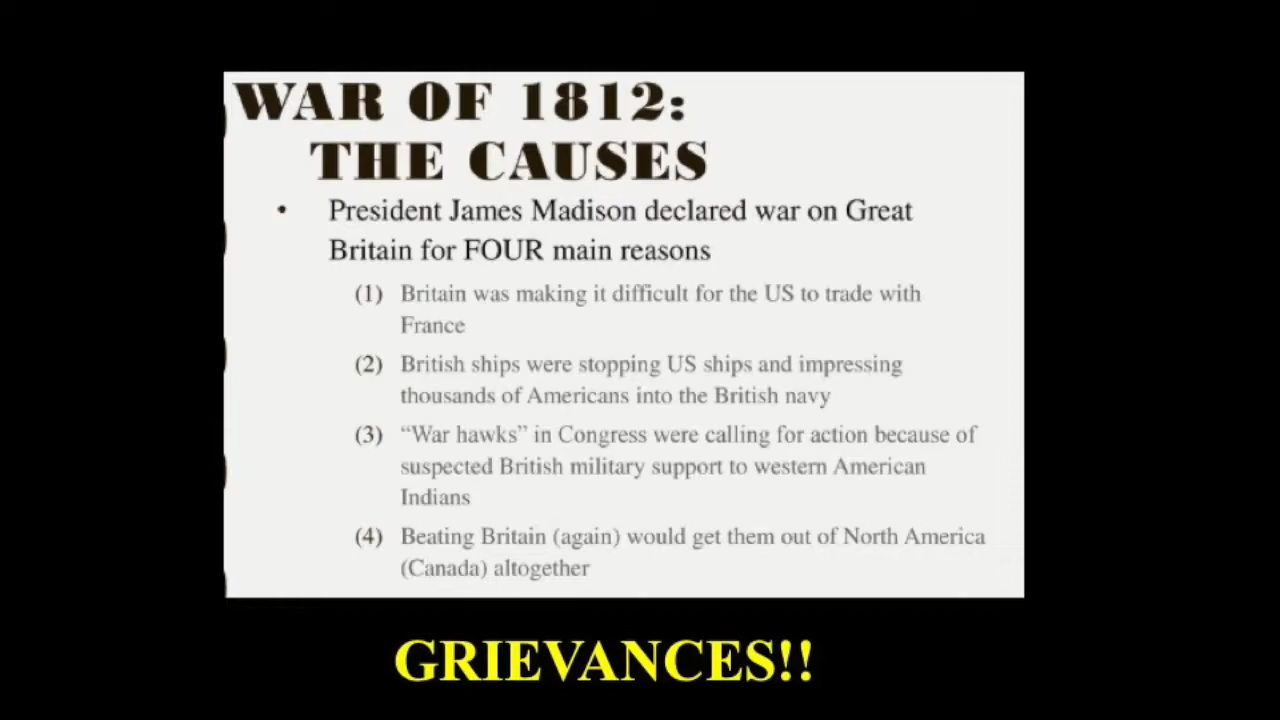 WAR OF 1812:
THE CAUSES
• President James Madison declared war on Great
Britain for FOUR main reasons
(1) Britain was making it difficult for the US to trade with
France
(2) British ships were stopping US ships and impressing
thousands of Americans into the British navy
(3) “War hawks” in Congress were calling for action because of
suspected British military support to western American
Indians
(4) Beating Britain (again) would get them out of North America
(Canada) altogether
GRIEVANCES!!